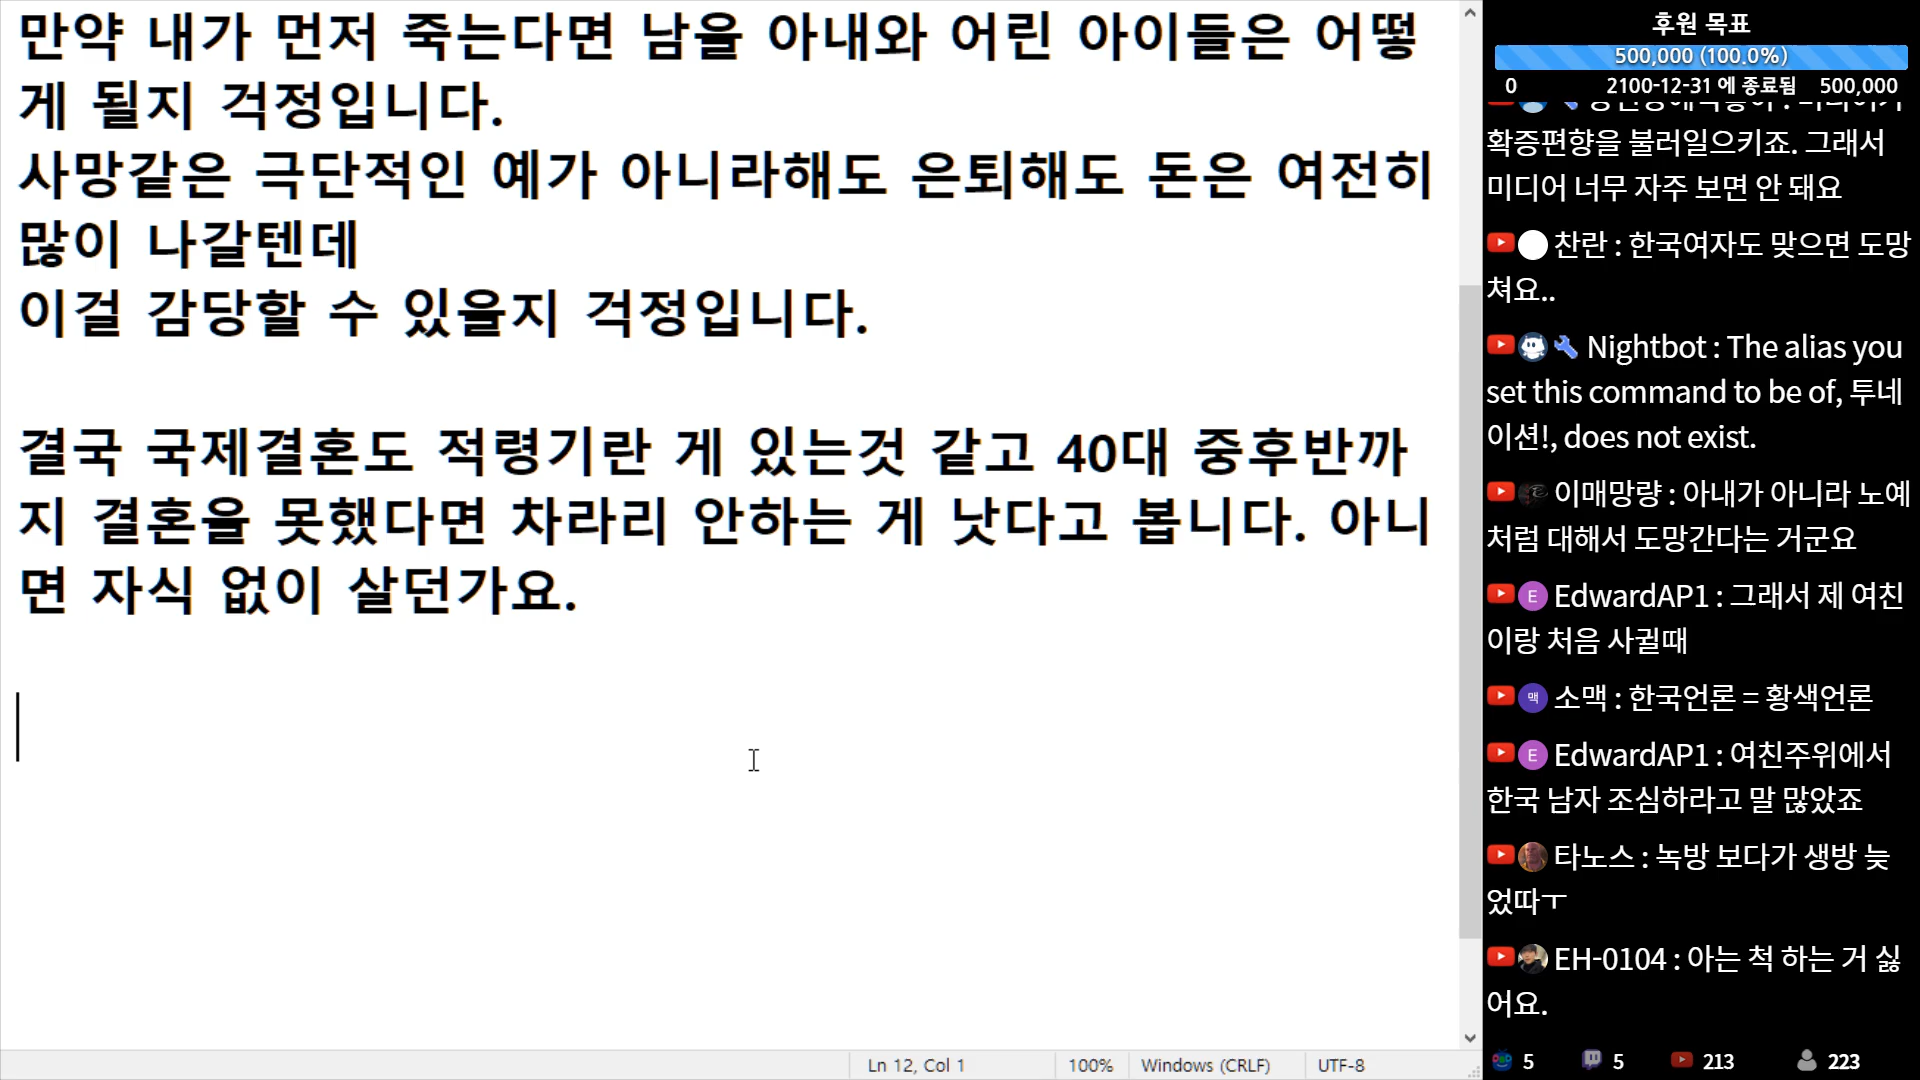 만약 내가 먼저 죽는다면 남을 아내와 어린 아이들은 어떻
게 될지 걱정입니다.
사망같은 극단적인 예가 아니라해도 은퇴해도 돈은 여전히
많이 나갈텐데
이걸 감당할 수 있을지 걱정입니다.
결국 국제결혼도 적령기란 게 있는것 같고 40대 중후반까
지 결혼을 못했다면 차라리 안하는 게 낫다고 봅니다. 아니
면 자식 없이 살던가요.
Ln 12, Col 1
100%
Windows (CRLF)
UTF-8
후원 목표
500,000 (100.0%)
0 2100-12-31 에 종료됨 500,000
확증편향을 불러일으키죠. 그래서
미디어 너무 자주 보면 안 돼요
찬란 : 한국여자도 맞으면 도망
쳐요..
Nightbot : The alias you
set this command to be of, 투네
이션!, does not exist.
이매망량 : 아내가 아니라 노예
처럼 대해서 도망간다는 거군요
E EdwardAP1 : 그래서 제 여친
이랑 처음 사귈때
맥 소맥 : 한국언론 = 황색언론
E EdwardAP1 : 여친주위에서
한국 남자 조심하라고 말 많았죠
타노스 : 녹방 보다가 생방 늦
었따ㅜ
EH-0104 : 아는 척 하는 거 싫
어요.
5 5 213 223